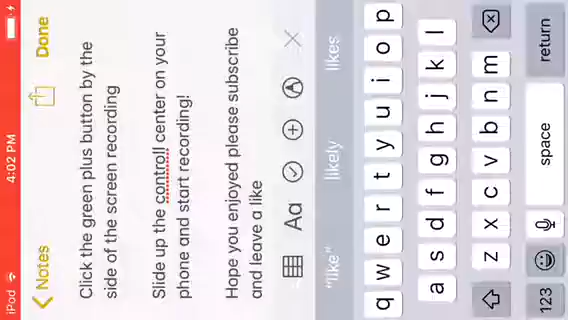 iPod 4:02 PM
Notes Done
Click the green plus button by the
side of the screen recording
Slide up the controll center on your
phone and start recording!
Hope you enjoyed please subscribe
and leave a like
Aa
"like" likely likes
q w e r t y u i o p
a s d f g h j k l
z x c v b n m
123 space return